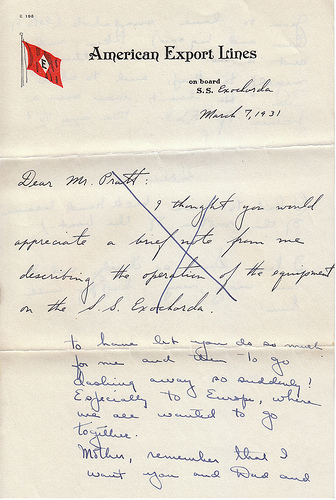 C 188
E
American Export Lines
on board
S.S. Exochorda
March 7, 1931
Dear Mr. Pratt:
I thought you would
appreciate a brief note from me
describing the operation of the equipment
on the S.S. Exochorda.
to have let you do so much
for me and then to go
dashing away so suddenly!
Especially to Europe, where
we all wanted to go
together.
Mother, remember that I
want you and Dad and